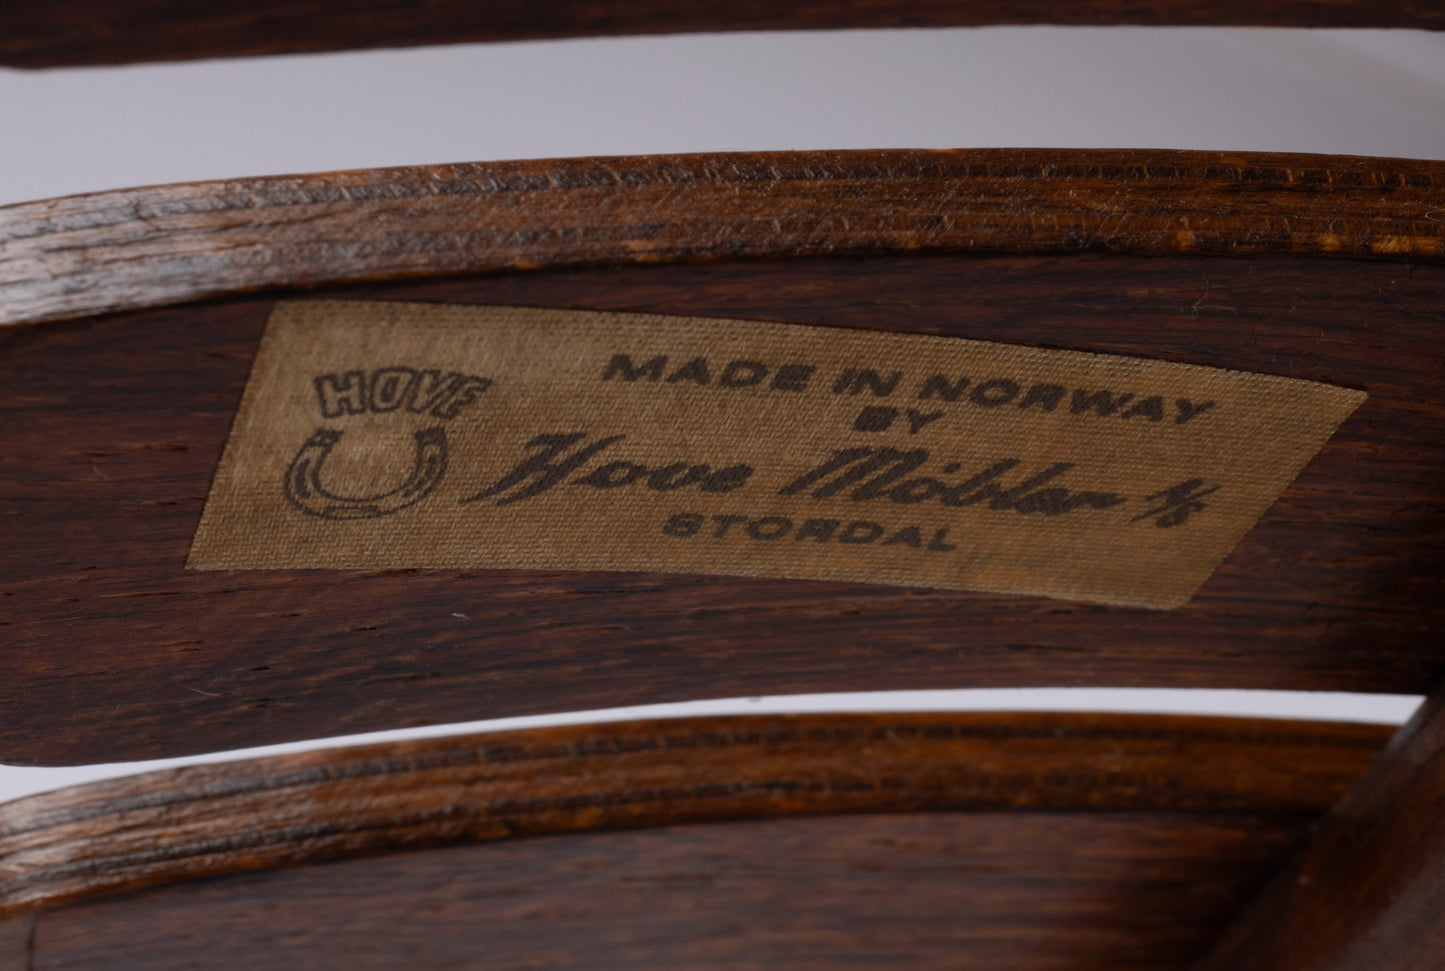 HOVE
MADE IN NORWAY
BY
Hove Möbler A/S
STORDAL